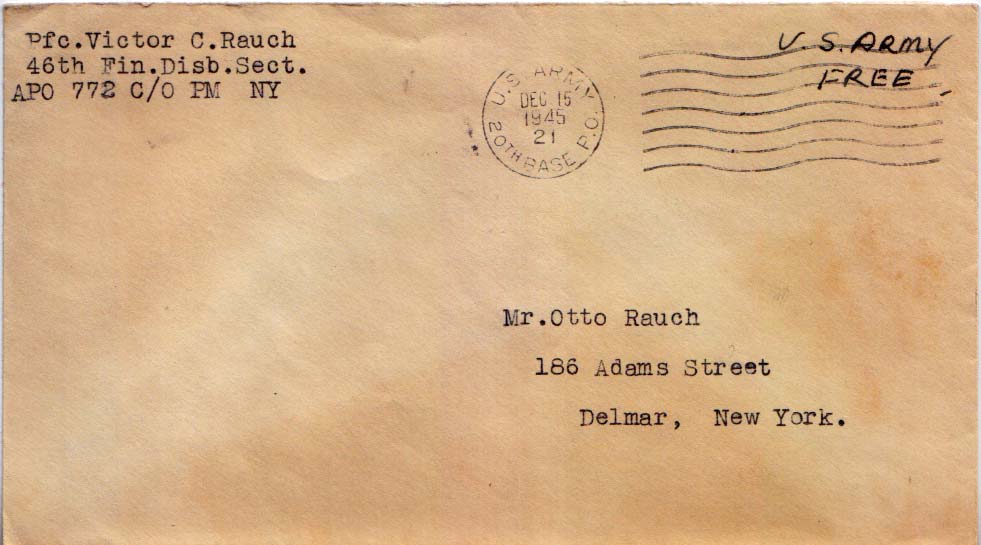 Pfc.Victor C.Rauch
46th Fin.Disb.Sect.
APO 772 C/O PM NY
U.S. ARMY
DEC 15
1945
21
20TH BASE P.O.
U.S. ARMY
FREE
Mr.Otto Rauch
186 Adams Street
Delmar, New York.